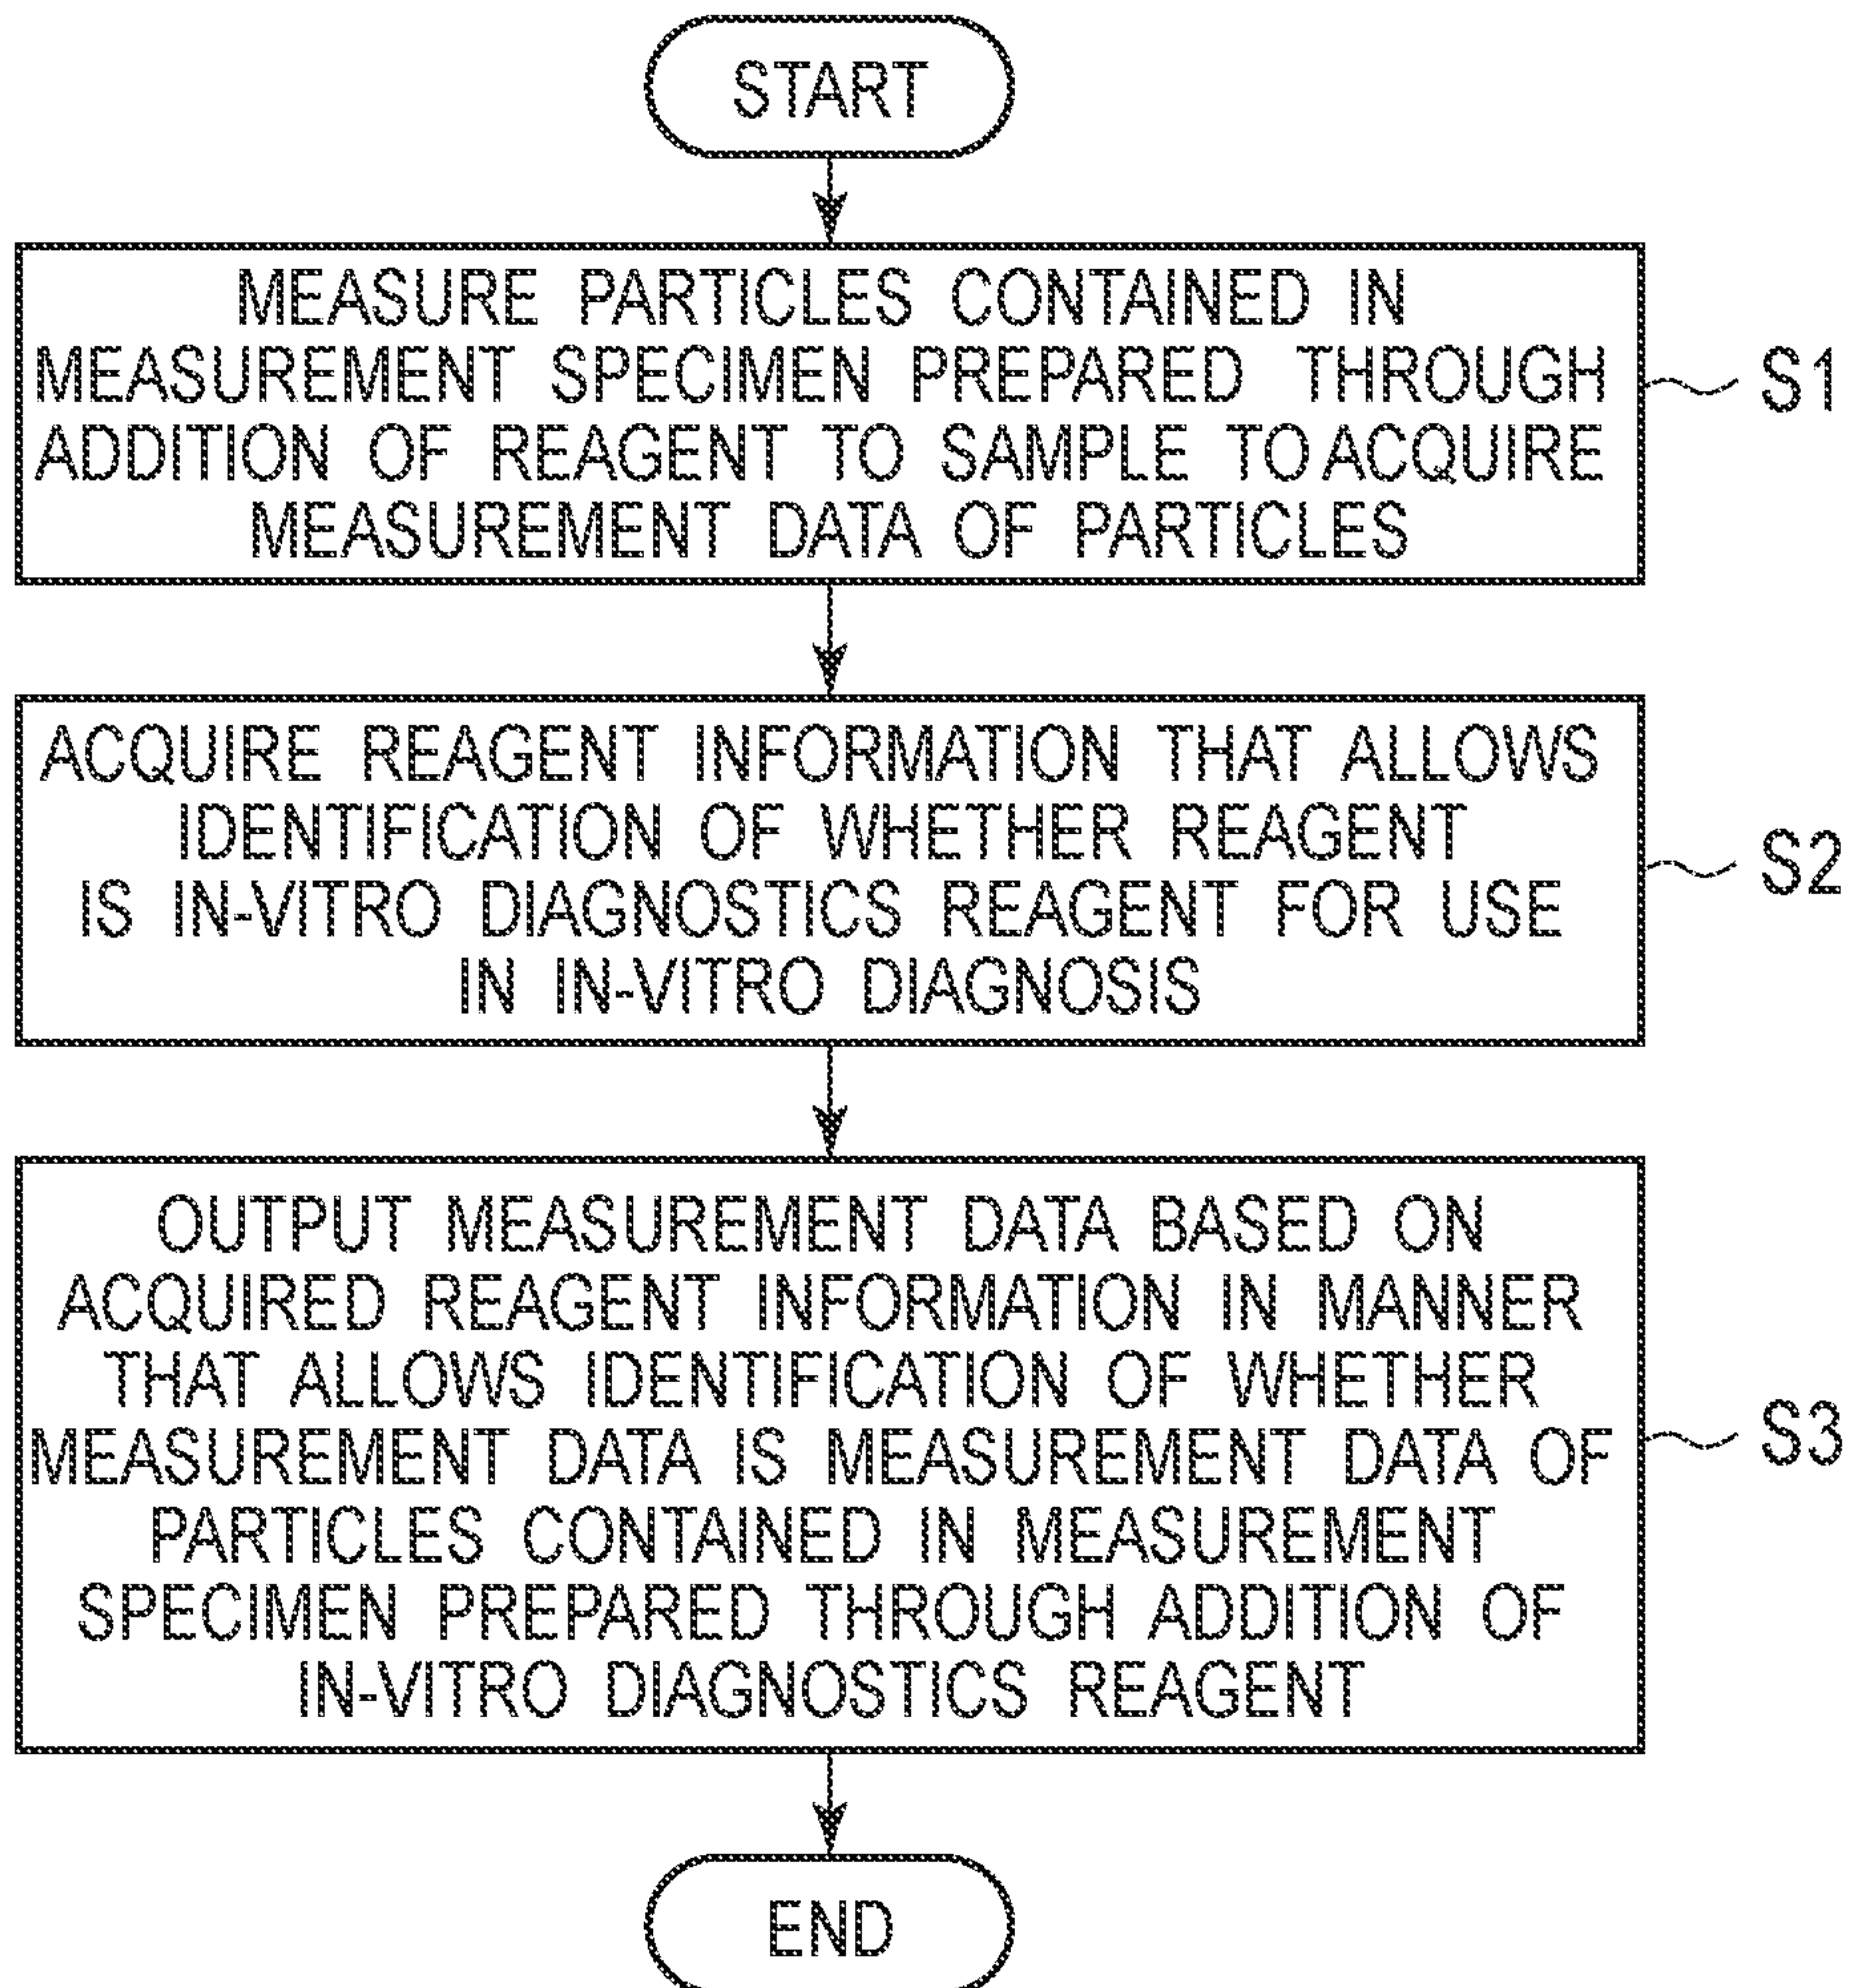 START
MEASURE PARTICLES CONTAINED IN
MEASUREMENT SPECIMEN PREPARED THROUGH
ADDITION OF REAGENT TO SAMPLE TO ACQUIRE
MEASUREMENT DATA OF PARTICLES
S1
ACQUIRE REAGENT INFORMATION THAT ALLOWS
IDENTIFICATION OF WHETHER REAGENT
IS IN-VITRO DIAGNOSTICS REAGENT FOR USE
IN IN-VITRO DIAGNOSIS
S2
OUTPUT MEASUREMENT DATA BASED ON
ACQUIRED REAGENT INFORMATION IN MANNER
THAT ALLOWS IDENTIFICATION OF WHETHER
MEASUREMENT DATA IS MEASUREMENT DATA OF
PARTICLES CONTAINED IN MEASUREMENT
SPECIMEN PREPARED THROUGH ADDITION OF
IN-VITRO DIAGNOSTICS REAGENT
S3
END